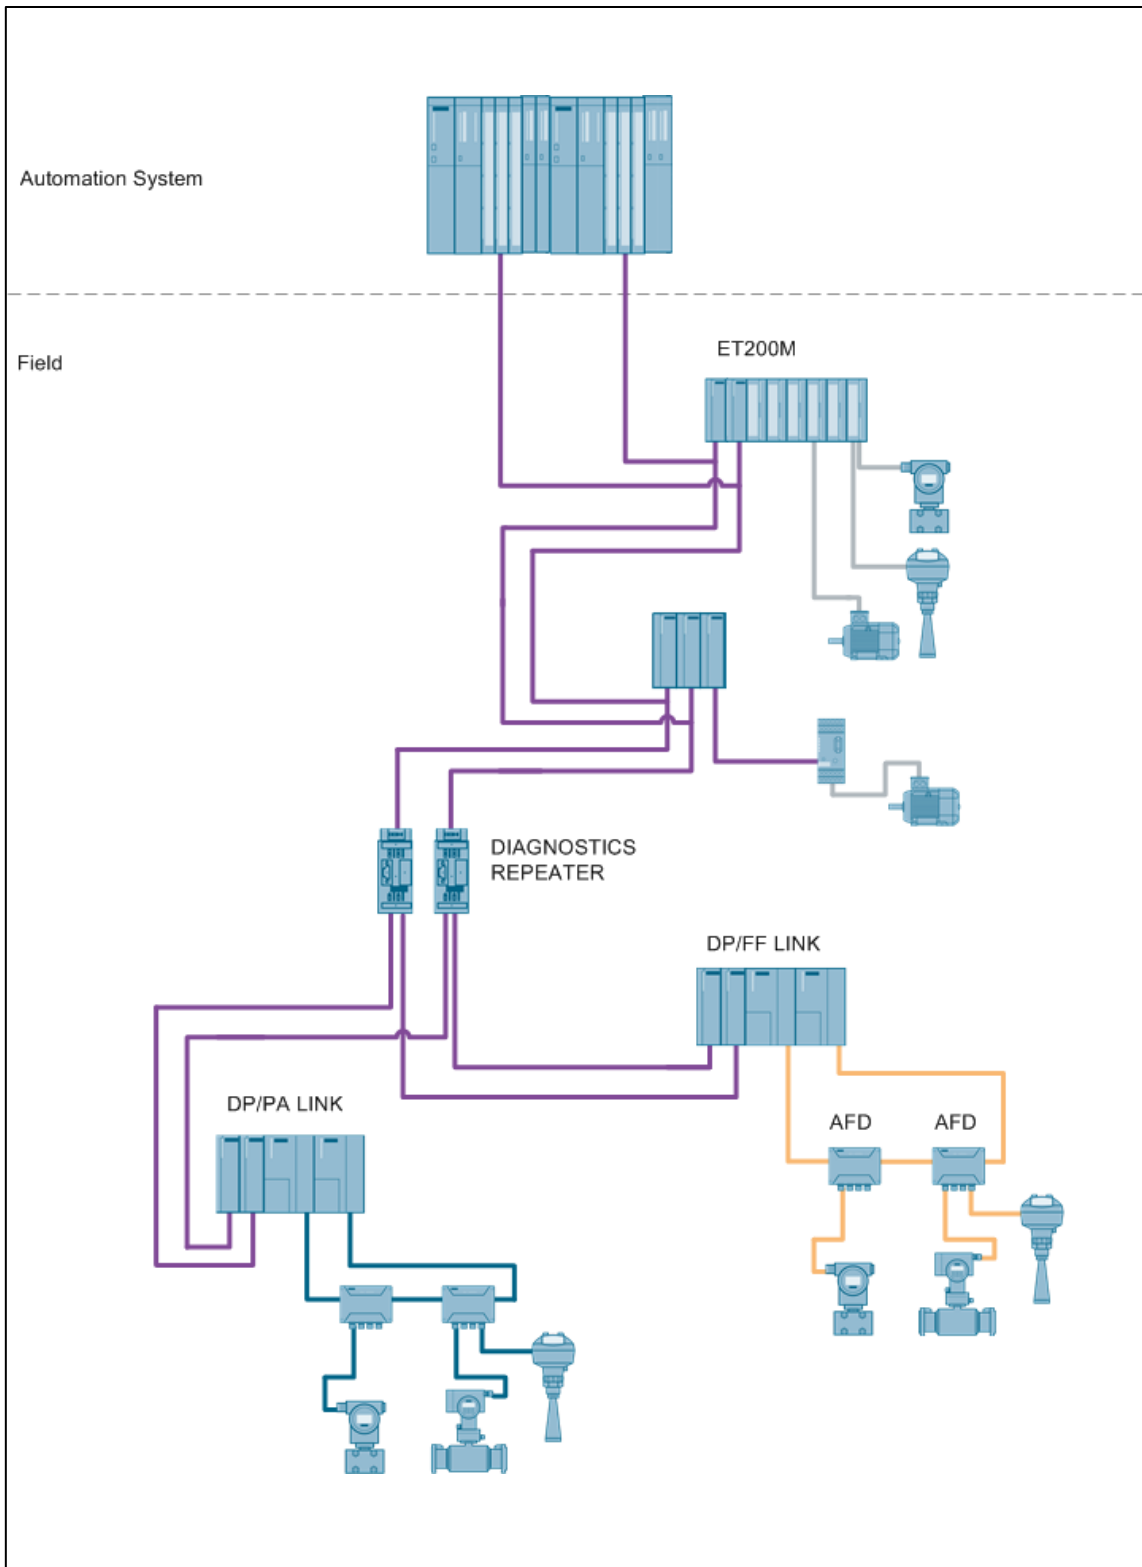 Automation System
Field
ET200M
DIAGNOSTICS
REPEATER
DP/FF LINK
DP/PA LINK
AFD
AFD